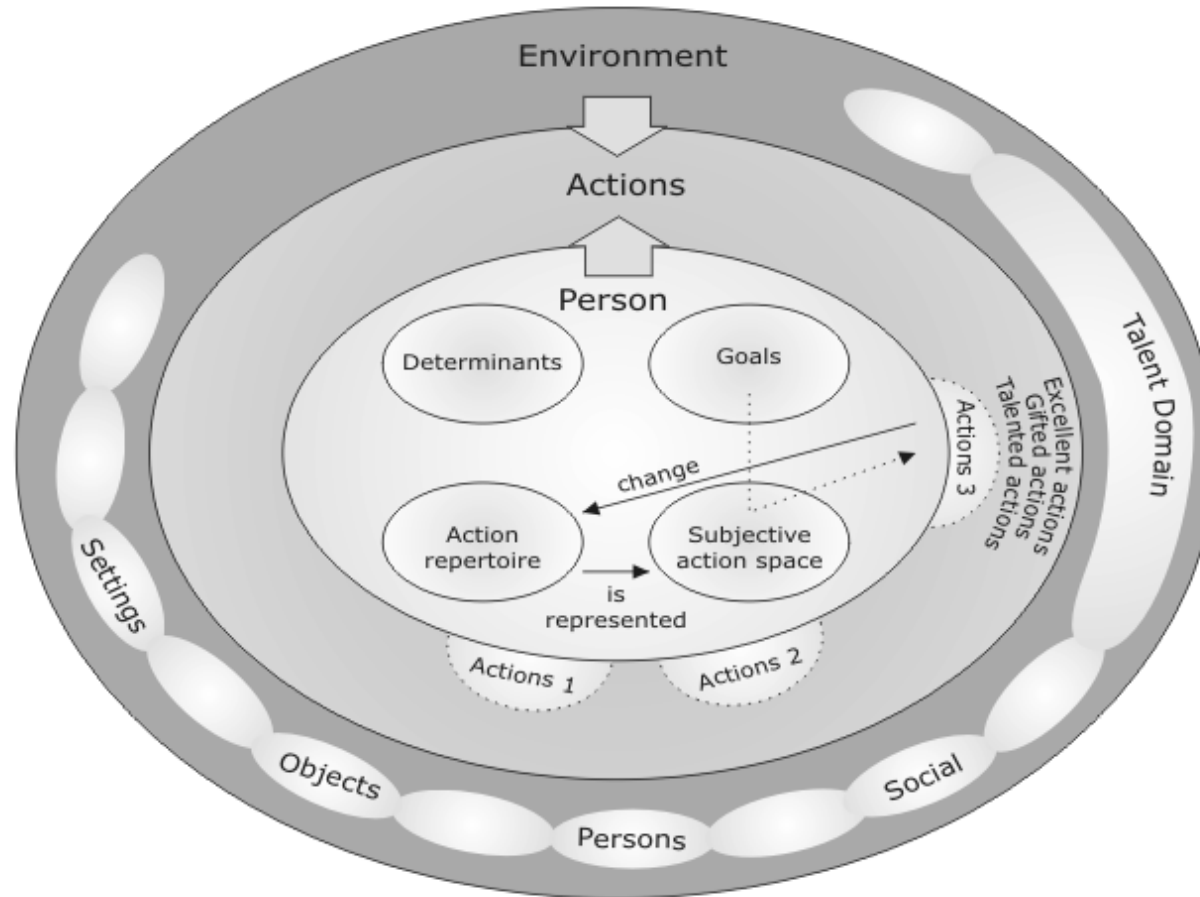 Environment
Actions
Person
Determinants
Goals
change
Action
repertoire
Subjective
action space
is
represented
Actions 1
Actions 2
Actions 3
Excellent actions
Gifted actions
Talented actions
Talent Domain
Settings
Objects
Persons
Social